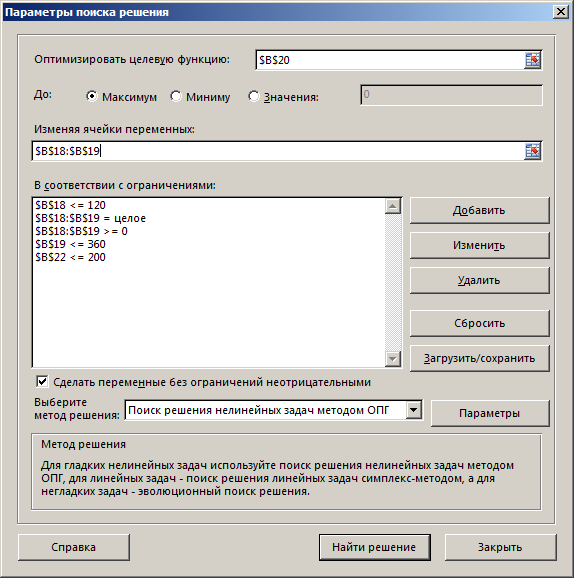 Параметры поиска решения
Оптимизировать целевую функцию:
$B$20
До:
Максимум
Миниму
Значения:
0
Изменяя ячейки переменных:
$B$18:$B$19
В соответствии с ограничениями:
$B$18 <= 120
$B$18:$B$19 = целое
$B$18:$B$19 >= 0
$B$19 <= 360
$B$22 <= 200
Добавить
Изменить
Удалить
Сбросить
Загрузить/сохранить
Сделать переменные без ограничений неотрицательными
Выберите
метод решения:
Поиск решения нелинейных задач методом ОПГ
Параметры
Метод решения
Для гладких нелинейных задач используйте поиск решения нелинейных задач методом
ОПГ, для линейных задач - поиск решения линейных задач симплекс-методом, а для
негладких задач - эволюционный поиск решения.
Справка
Найти решение
Закрыть